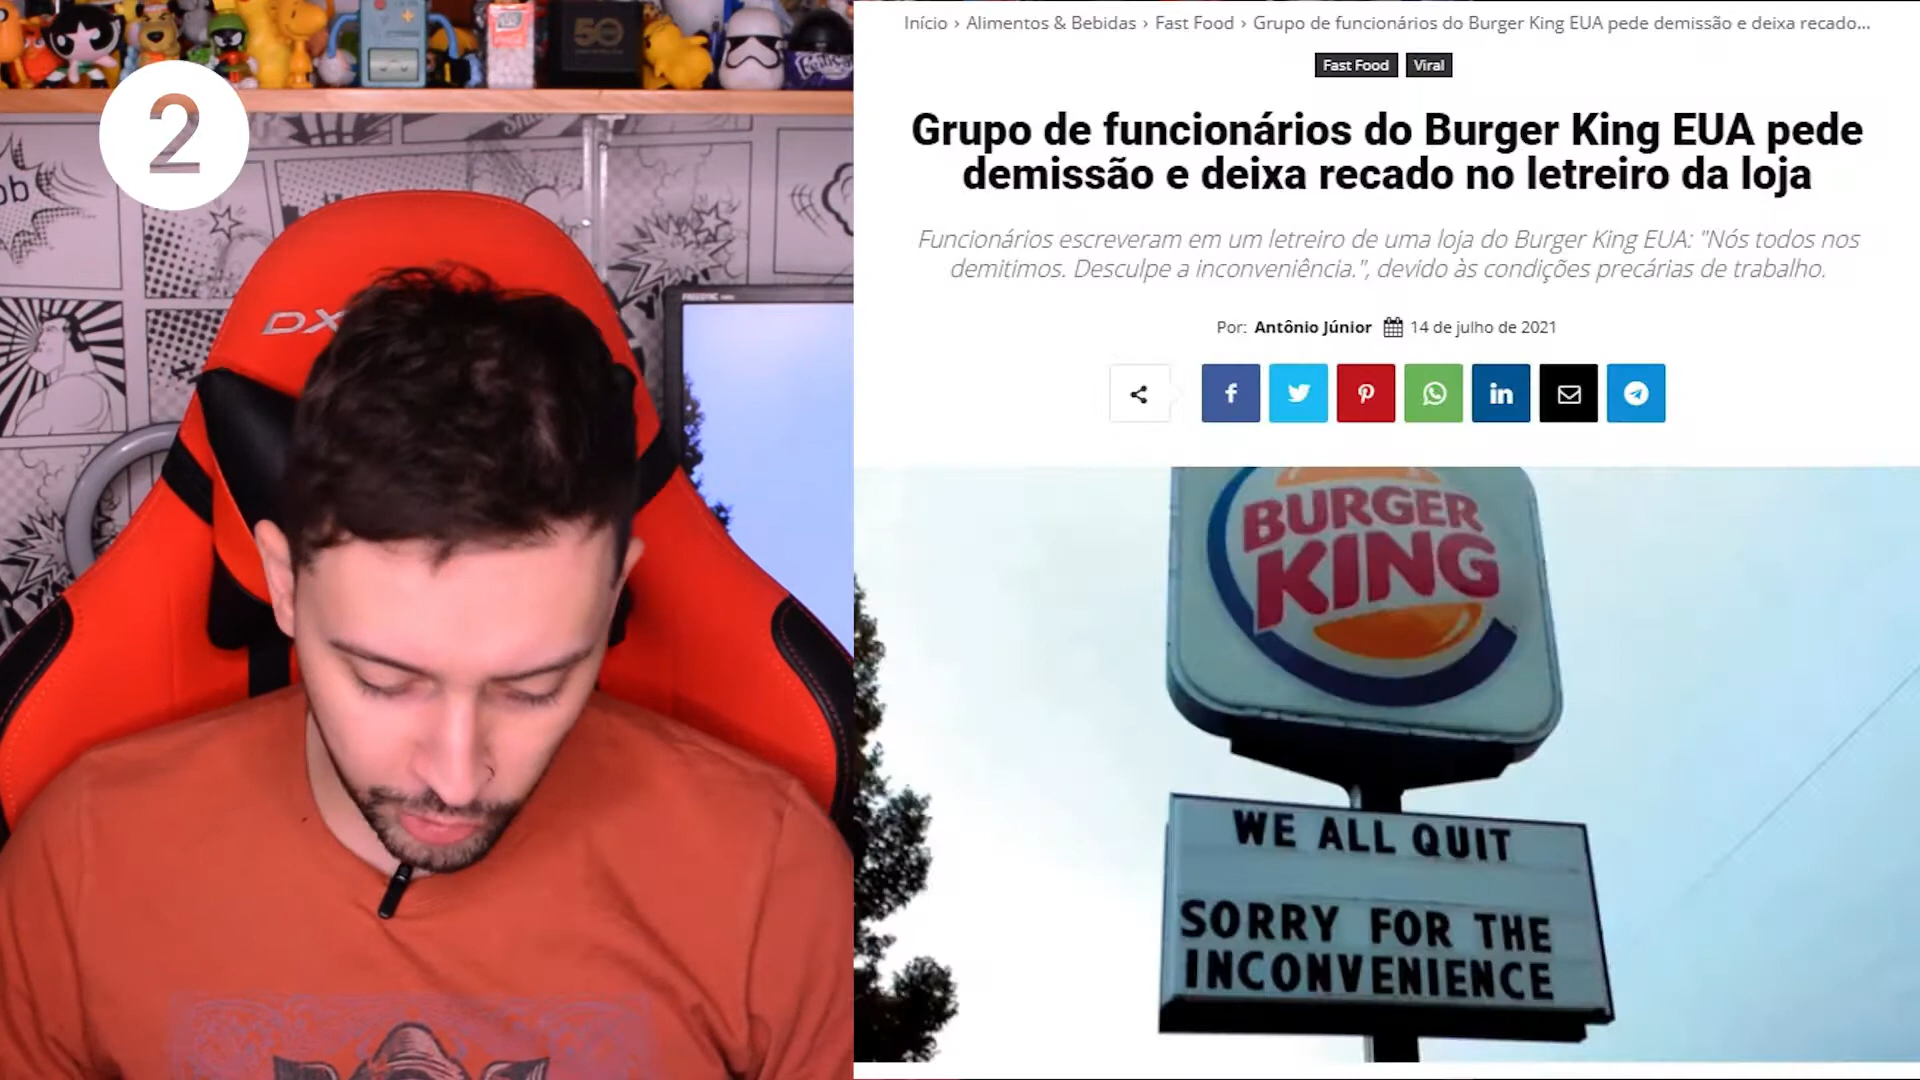 Início › Alimentos & Bebidas › Fast Food › Grupo de funcionários do Burger King EUA pede demissão e deixa recado...
Fast Food Viral
Grupo de funcionários do Burger King EUA pede
demissão e deixa recado no letreiro da loja
Funcionários escreveram em um letreiro de uma loja do Burger King EUA: "Nós todos nos
demitimos. Desculpe a inconveniência.", devido às condições precárias de trabalho.
Por: Antônio Júnior 14 de julho de 2021
BURGER
KING
WE ALL QUIT
SORRY FOR THE
INCONVENIENCE
2
50
DX